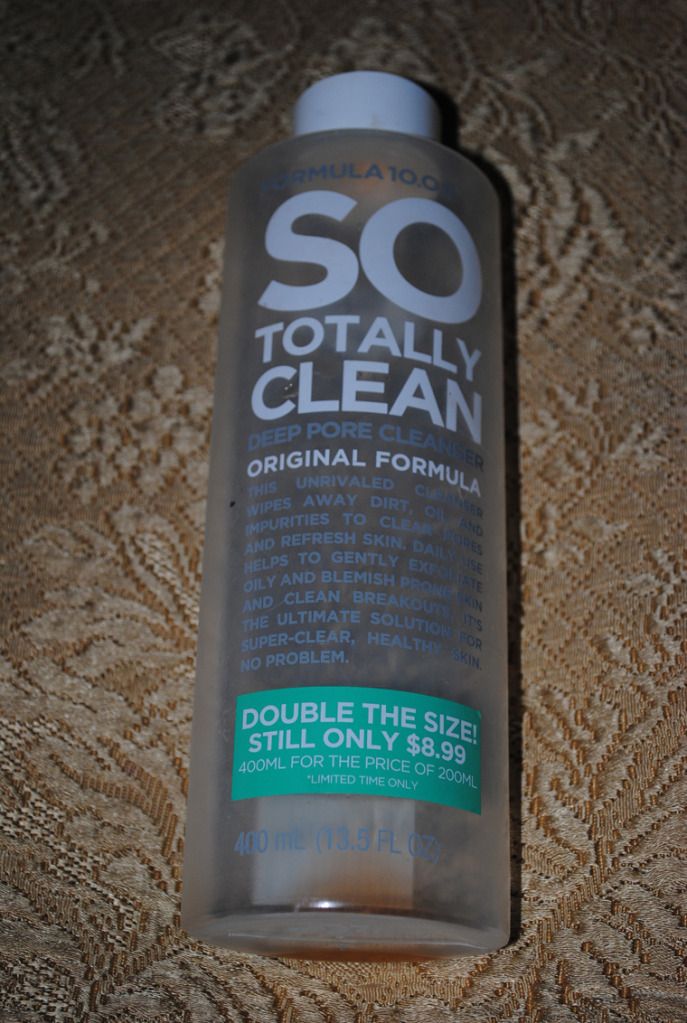 FORMULA 10.0
SO
TOTALLY
CLEAN
DEEP PORE CLEANSER
ORIGINAL FORMULA
THIS UNRIVALED CLEANSER
WIPES AWAY DIRT, OIL AND
IMPURITIES TO CLEAR PORES
AND REFRESH SKIN. DAILY USE
HELPS TO GENTLY EXFOLIATE
OILY AND BLEMISH PRONE SKIN
AND CLEAN BREAKOUTS. IT'S
THE ULTIMATE SOLUTION FOR
SUPER-CLEAR, HEALTHY SKIN.
NO PROBLEM.
DOUBLE THE SIZE!
STILL ONLY $8.99
400ML FOR THE PRICE OF 200ML
*LIMITED TIME ONLY
400 mL (13.5 FL OZ)